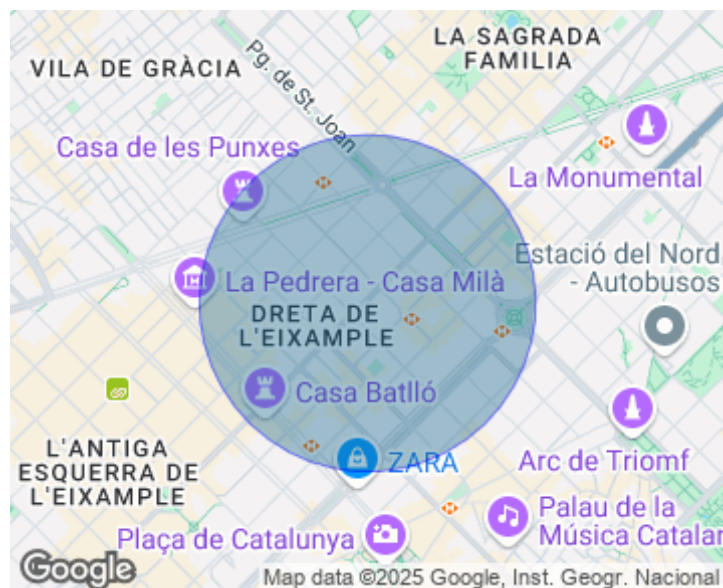 LA SAGRADA
FAMILIA
VILA DE GRÀCIA
Pg. de St. Joan
Casa de les Punxes
La Monumental
Estació del Nord
- Autobusos
La Pedrera - Casa Milà
DRETA DE
L'EIXAMPLE
Casa Batlló
L'ANTIGA
ESQUERRA DE
L'EIXAMPLE
ZARA
Arc de Triomf
Plaça de Catalunya
Palau de la
Música Catalan
Google
Map data ©2025 Google, Inst. Geogr. Nacional